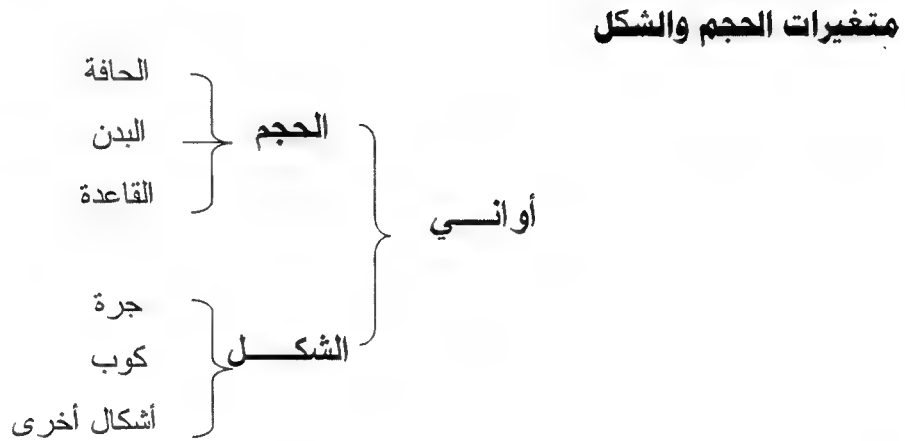 متغيرات الحجم والشكل
أوانـــي
الحجم
الحافة
البدن
القاعدة
الشكـــل
جرة
كوب
أشكال أخرى